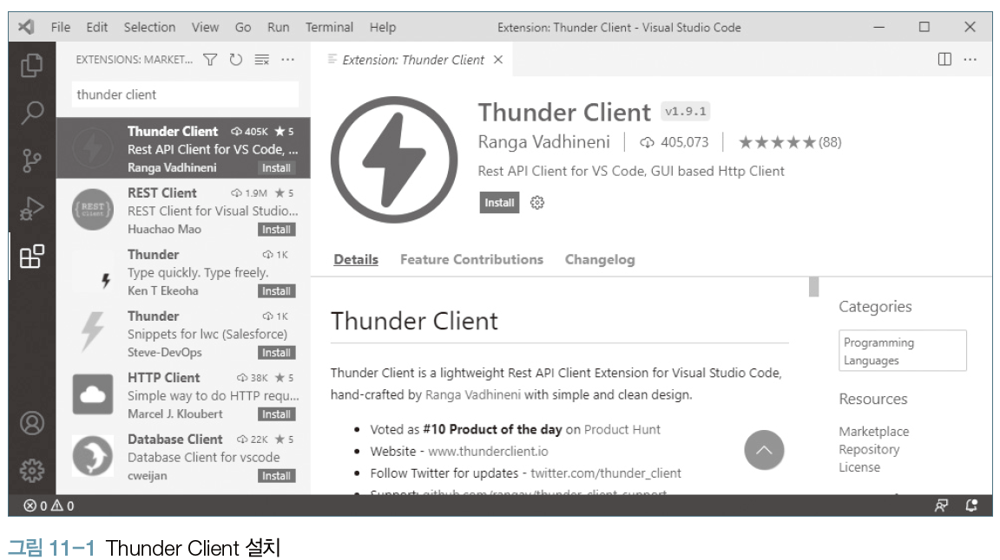 File Edit Selection View Go Run Terminal Help Extension: Thunder Client - Visual Studio Code
EXTENSIONS: MARKET...
thunder client
Thunder Client 405K ★ 5
Rest API Client for VS Code, ...
Ranga Vadhineni Install
REST Client 1.9M ★ 5
REST Client for Visual Studio...
Huachao Mao Install
{REST}
Client
Thunder 1K
Type quickly. Type freely.
Ken T Ekeoha Install
Thunder 1K
Snippets for lwc (Salesforce)
Steve-DevOps Install
HTTP Client 38K ★ 5
Simple way to do HTTP requ...
Marcel J. Kloubert Install
Database Client 22K ★ 5
Database Client for vscode
cweijan Install
Extension: Thunder Client
Thunder Client v1.9.1
Ranga Vadhineni | 405,073 | ★★★★★(88)
Rest API Client for VS Code, GUI based Http Client
Install
Details Feature Contributions Changelog
Thunder Client
Thunder Client is a lightweight Rest API Client Extension for Visual Studio Code,
hand-crafted by Ranga Vadhineni with simple and clean design.
• Voted as #10 Product of the day on Product Hunt
• Website - www.thunderclient.io
• Follow Twitter for updates - twitter.com/thunder_client
• Support: github.com/rangav/thunder-client-support
Categories
Programming
Languages
Resources
Marketplace
Repository
License
0 0
그림 11-1 Thunder Client 설치